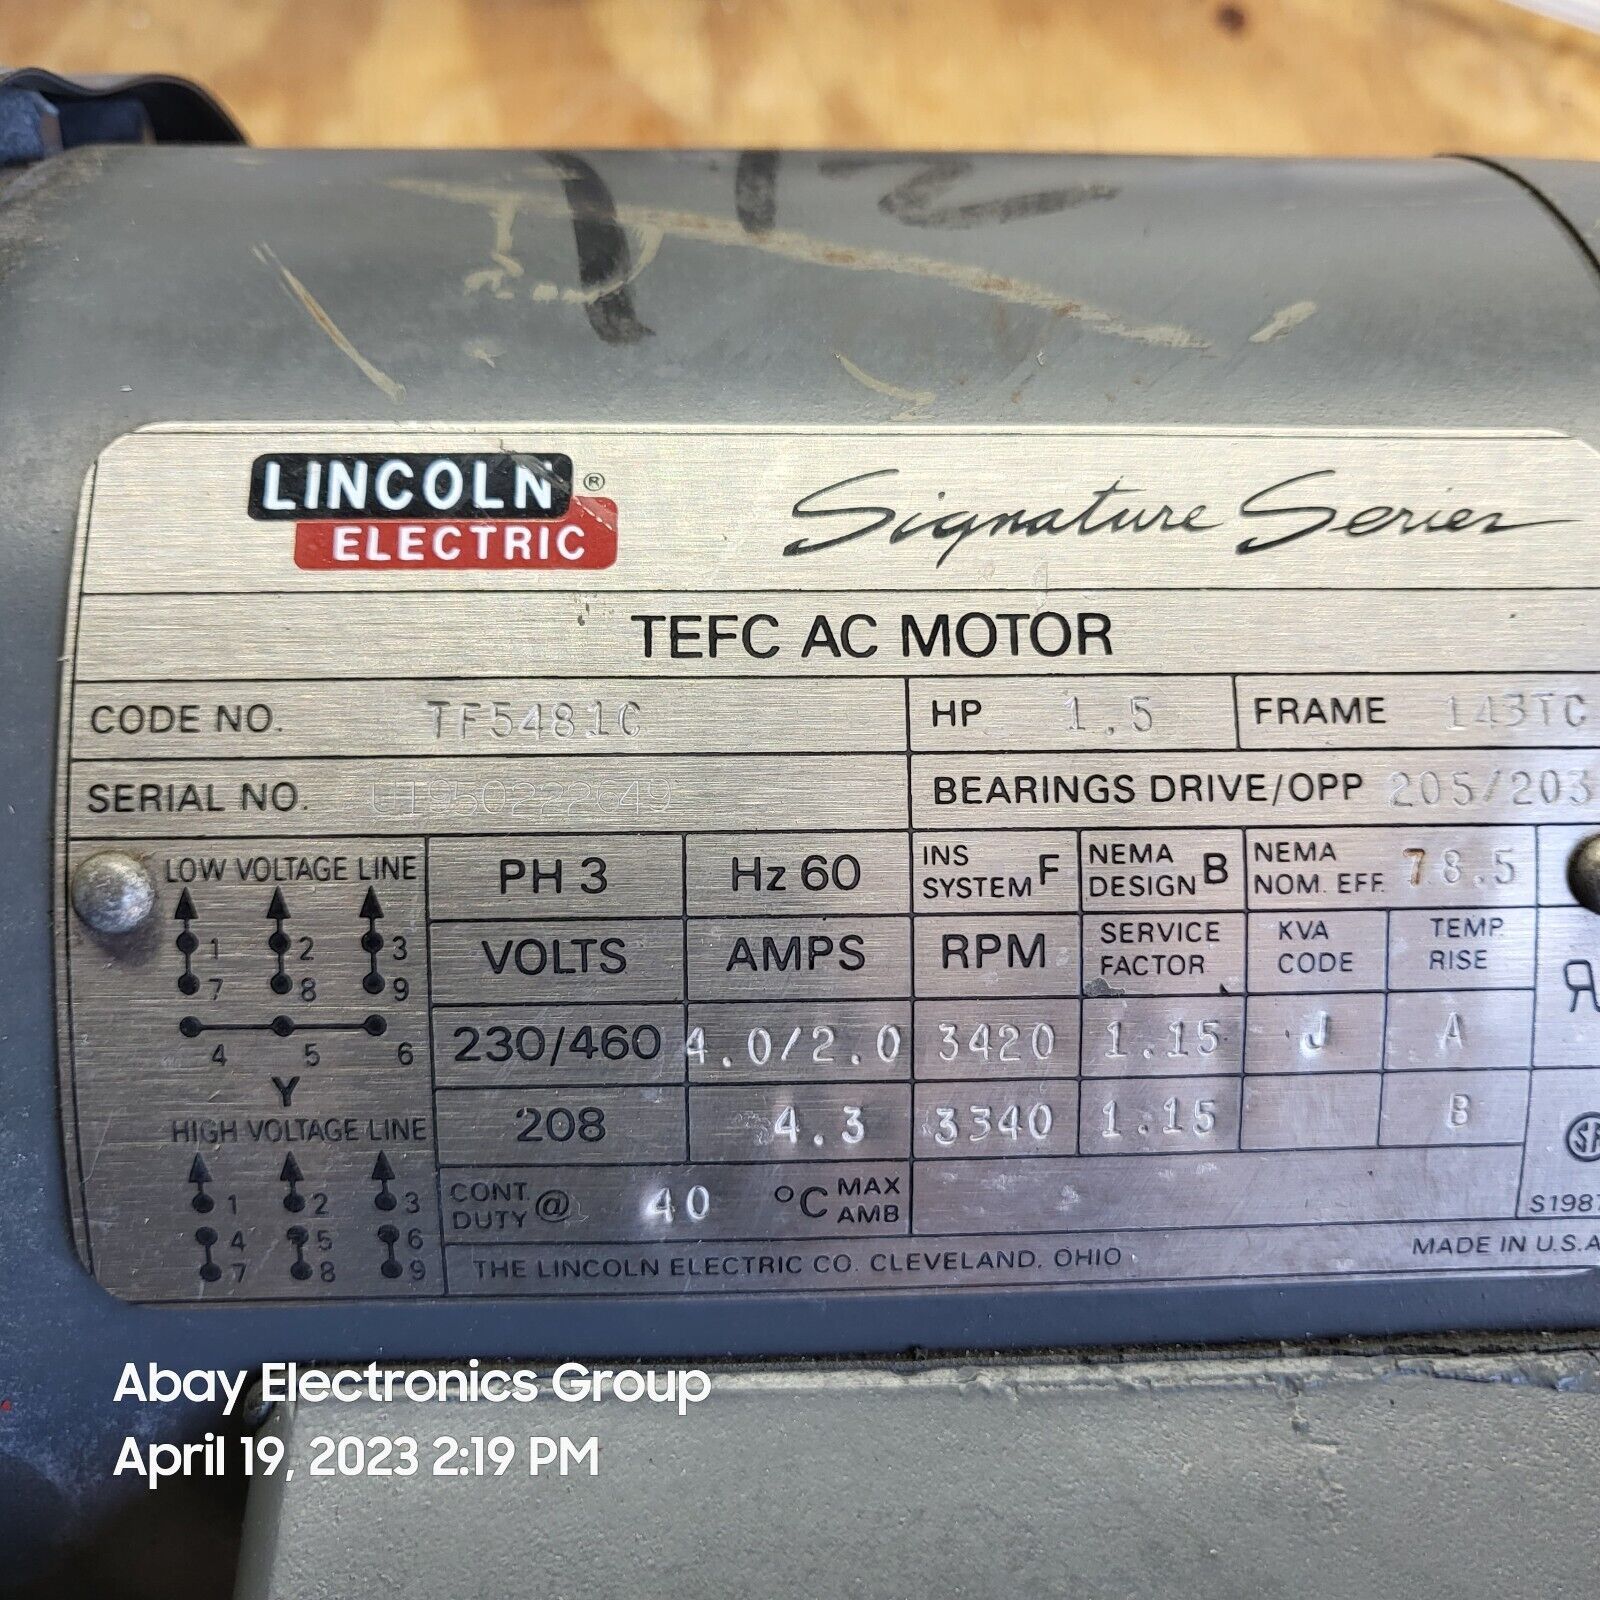 1/2
LINCOLN ®
ELECTRIC
Signature Series
TEFC AC MOTOR
CODE NO. TF5481C HP 1.5 FRAME 143TC
SERIAL NO. U1950222649 BEARINGS DRIVE/OPP 205/203
LOW VOLTAGE LINE
1 2 3
7 8 9
4 5 6
Y
HIGH VOLTAGE LINE
1 2 3
4 5 6
7 8 9
PH 3 Hz 60 INS SYSTEM F NEMA DESIGN B NEMA NOM. EFF. 78.5
VOLTS AMPS RPM SERVICE FACTOR KVA CODE TEMP RISE
230/460 4.0/2.0 3420 1.15 J A
208 4.3 3340 1.15 B
CONT. DUTY @ 40 °C MAX AMB
S1987
THE LINCOLN ELECTRIC CO. CLEVELAND, OHIO MADE IN U.S.A
Abay Electronics Group
April 19, 2023 2:19 PM